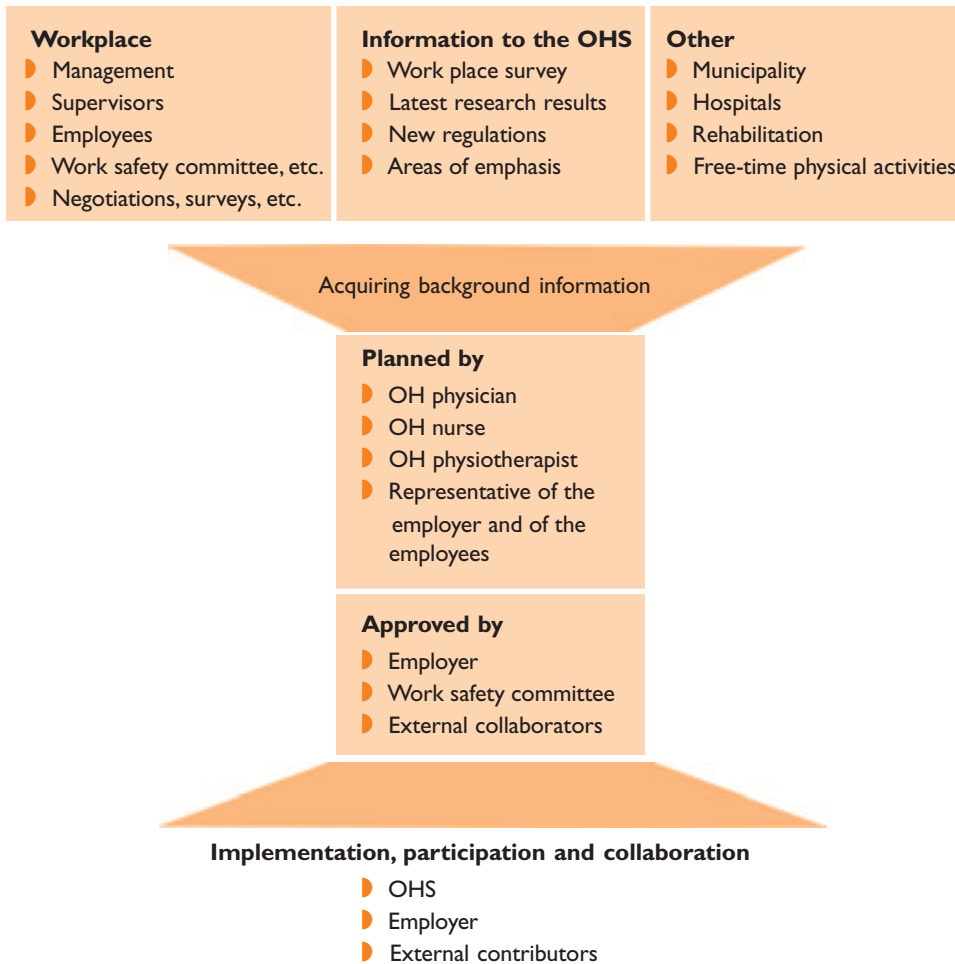 Workplace
Management
Supervisors
Employees
Work safety committee, etc.
Negotiations, surveys, etc.
Information to the OHS
Work place survey
Latest research results
New regulations
Areas of emphasis
Other
Municipality
Hospitals
Rehabilitation
Free-time physical activities
Acquiring background information
Planned by
OH physician
OH nurse
OH physiotherapist
Representative of the
employer and of the
employees
Approved by
Employer
Work safety committee
External collaborators
Implementation, participation and collaboration
OHS
Employer
External contributors